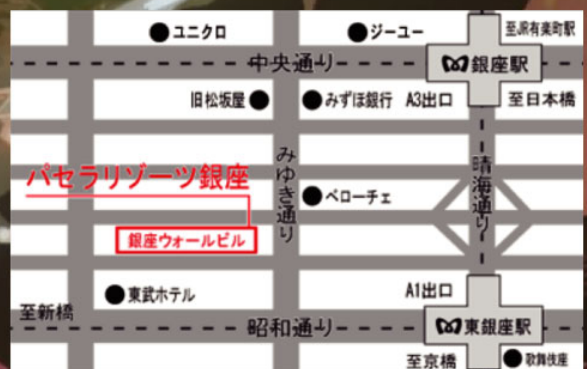 至JR有楽町駅
ユニクロ
ジーユー
中央通り
銀座駅
旧松坂屋
みずほ銀行
A3出口
至日本橋
みゆき通り
晴海通り
パセラリゾーツ銀座
ベローチェ
銀座ウォールビル
東武ホテル
A1出口
至新橋
昭和通り
東銀座駅
至京橋
歌舞伎座